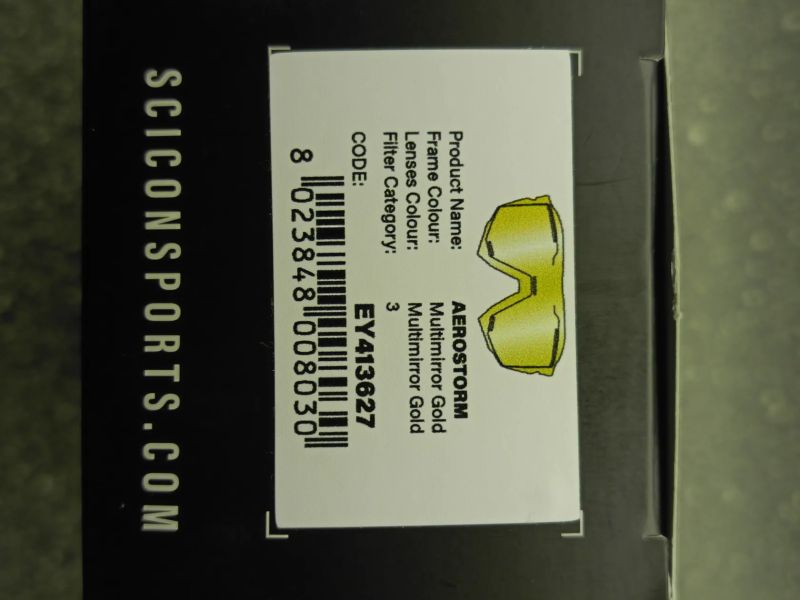 Product Name: AEROSTORM
Frame Colour: Multimirror Gold
Lenses Colour: Multimirror Gold
Filter Category: 3
CODE: EY413627
8 023848 008030
SCICONSPORTS.COM